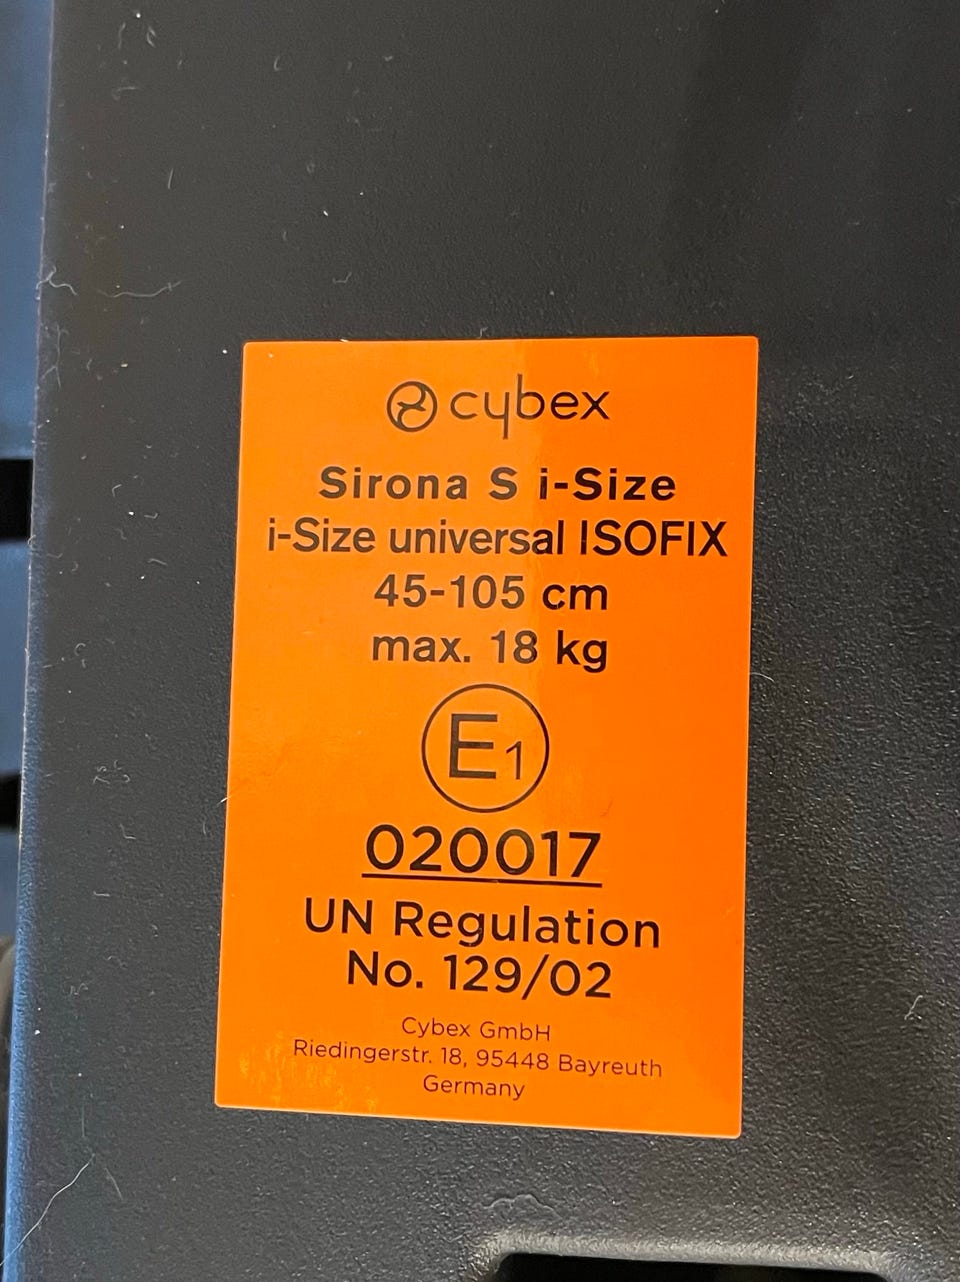 cybex
Sirona S i-Size
i-Size universal ISOFIX
45-105 cm
max. 18 kg
E1
020017
UN Regulation
No. 129/02
Cybex GmbH
Riedingerstr. 18, 95448 Bayreuth
Germany